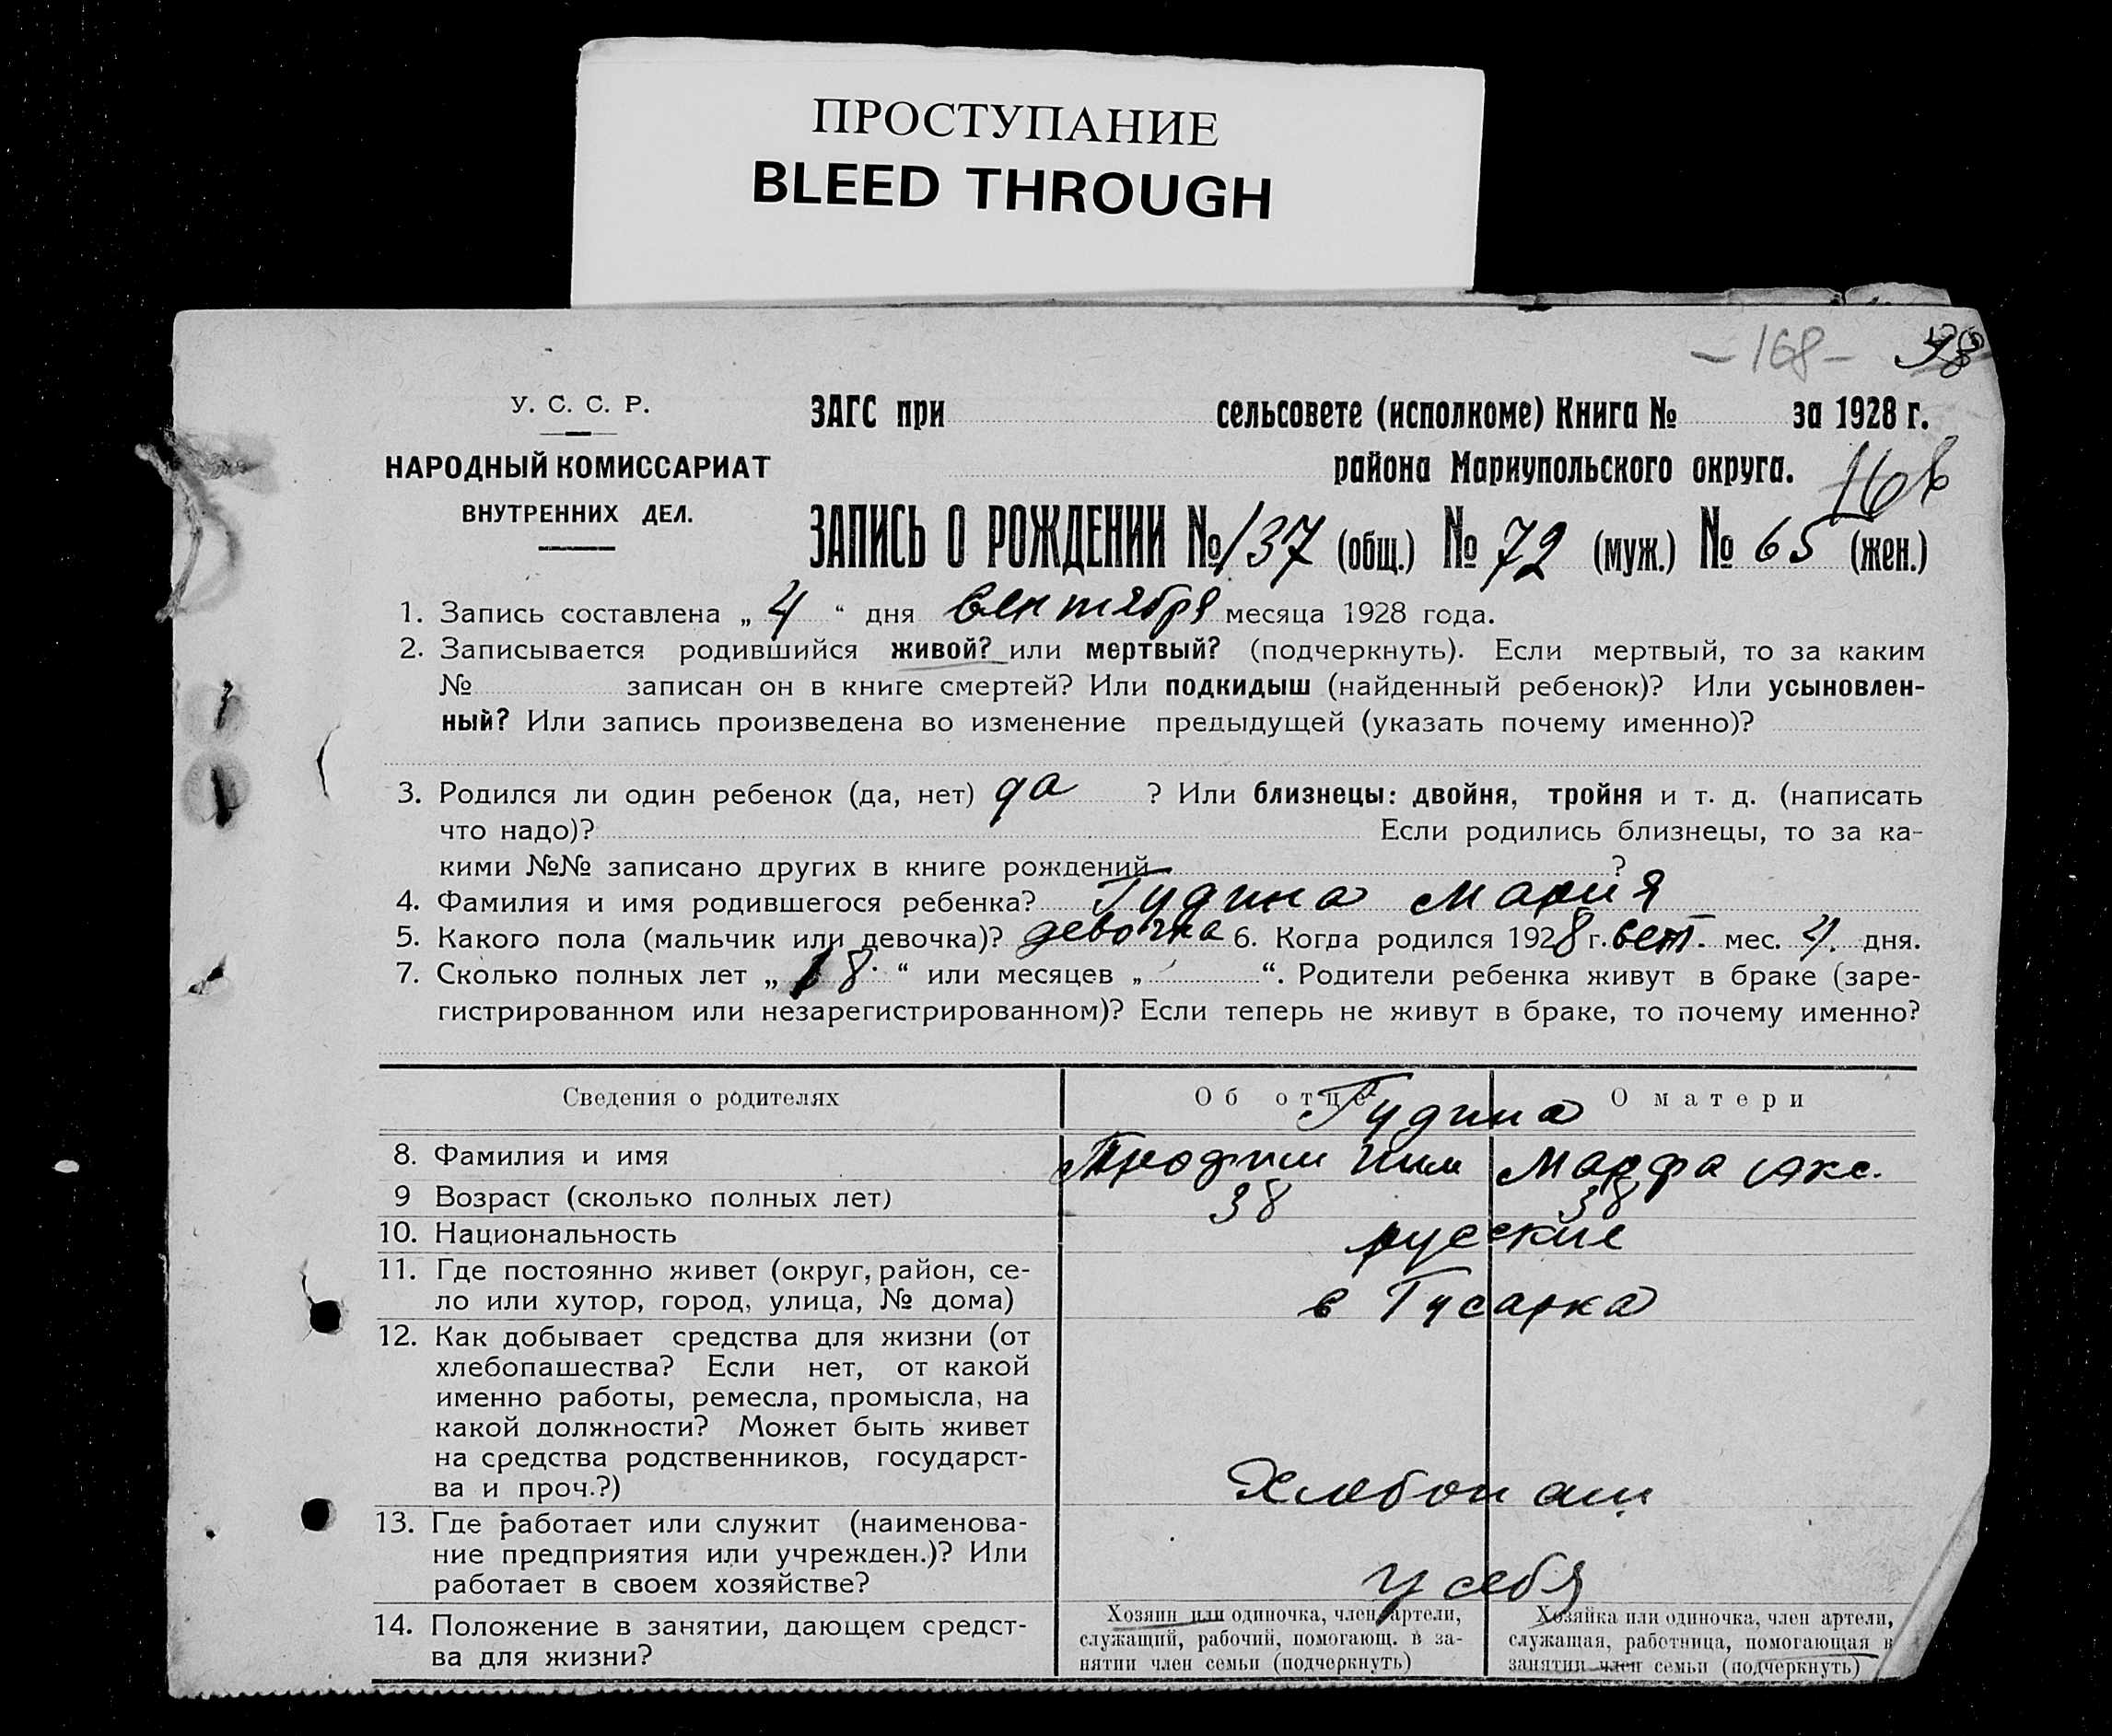 ПРОСТУПАНИЕ
BLEED THROUGH
– 168 –
У. С. С. Р.
НАРОДНЫЙ КОМИССАРИАТ
ВНУТРЕННИХ ДЕЛ.
ЗАГС при сельсовете (исполкоме) Книга № за 1928 г.
района Мариупольского округа.
168
ЗАПИСЬ О РОЖДЕНИИ № 137 (общ.) № 72 (муж.) № 65 (жен.)
1. Запись составлена „ 4 “ дня сентября месяца 1928 года.
2. Записывается родившийся живой? или мертвый? (подчеркнуть). Если мертвый, то за каким
№ записан он в книге смертей? Или подкидыш (найденный ребенок)? Или усыновлен-
ный? Или запись произведена во изменение предыдущей (указать почему именно)?
3. Родился ли один ребенок (да, нет) да ? Или близнецы: двойня, тройня и т. д. (написать
что надо)? Если родились близнецы, то за ка-
кими №№ записано других в книге рождений ?
4. Фамилия и имя родившегося ребенка? Гудина Мария
5. Какого пола (мальчик или девочка)? девочка 6. Когда родился 1928 г. сент. мес. 4. дня.
7. Сколько полных лет „ 18 “ или месяцев „ “. Родители ребенка живут в браке (заре-
гистрированном или незарегистрированном)? Если теперь не живут в браке, то почему именно?
Сведения о родителях Об отце О матери
Гудина
8. Фамилия и имя Трофим Марфа Акс.
9 Возраст (сколько полных лет) 38 38
10. Национальность русские
11. Где постоянно живет (округ, район, се-
ло или хутор, город, улица, № дома) в Гусарка
12. Как добывает средства для жизни (от
хлебопашества? Если нет, от какой
именно работы, ремесла, промысла, на
какой должности? Может быть живет
на средства родственников, государст-
ва и проч.?) Хлебопаш
13. Где работает или служит (наименова-
ние предприятия или учрежден.)? Или
работает в своем хозяйстве? у себя
14. Положение в занятии, дающем средст-
ва для жизни?
Хозяин или одиночка, член артели,
служащий, рабочий, помогающ. в за-
нятии член семьи (подчеркнуть)
Хозяйка или одиночка, член артели,
служащая, работница, помогающая в
занятии член семьи (подчеркнуть)